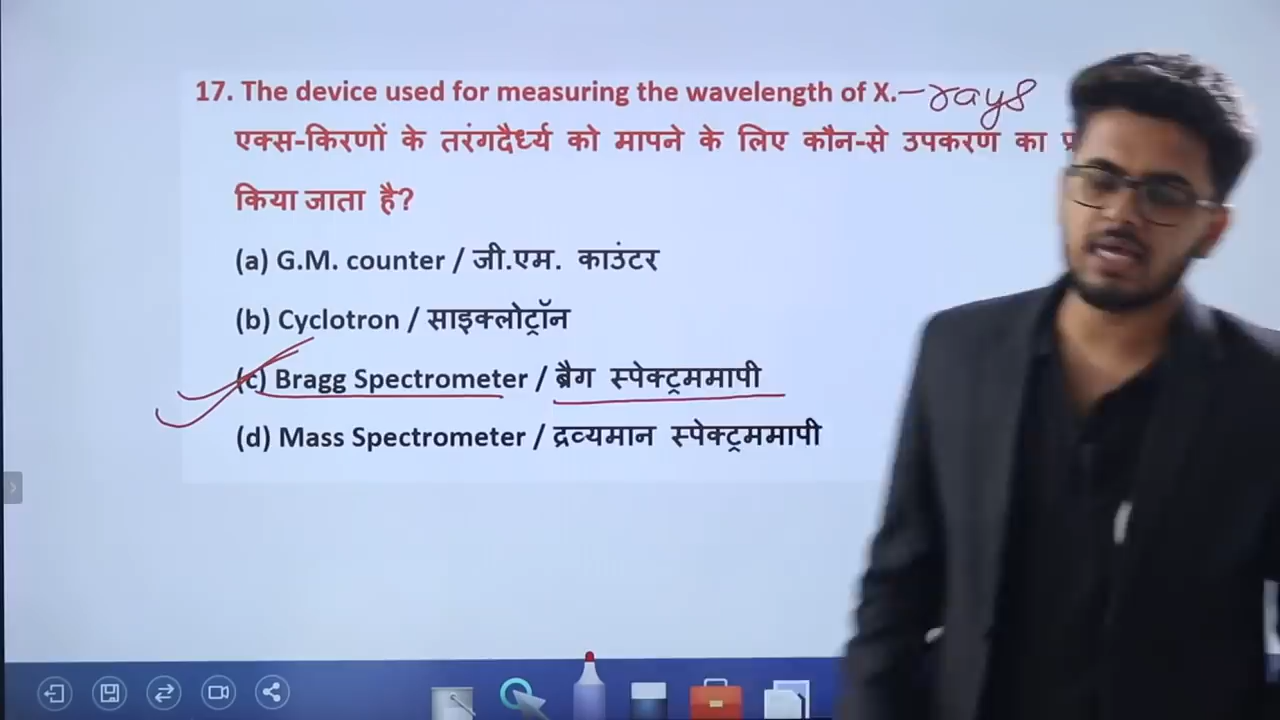 17. The device used for measuring the wavelength of X.-rays
एक्स-किरणों के तरंगदैर्ध्य को मापने के लिए कौन-से उपकरण का
किया जाता है?
(a) G.M. counter / जी.एम. काउंटर
(b) Cyclotron / साइक्लोट्रॉन
(c) Bragg Spectrometer / ब्रैग स्पेक्ट्रममापी
(d) Mass Spectrometer / द्रव्यमान स्पेक्ट्रममापी